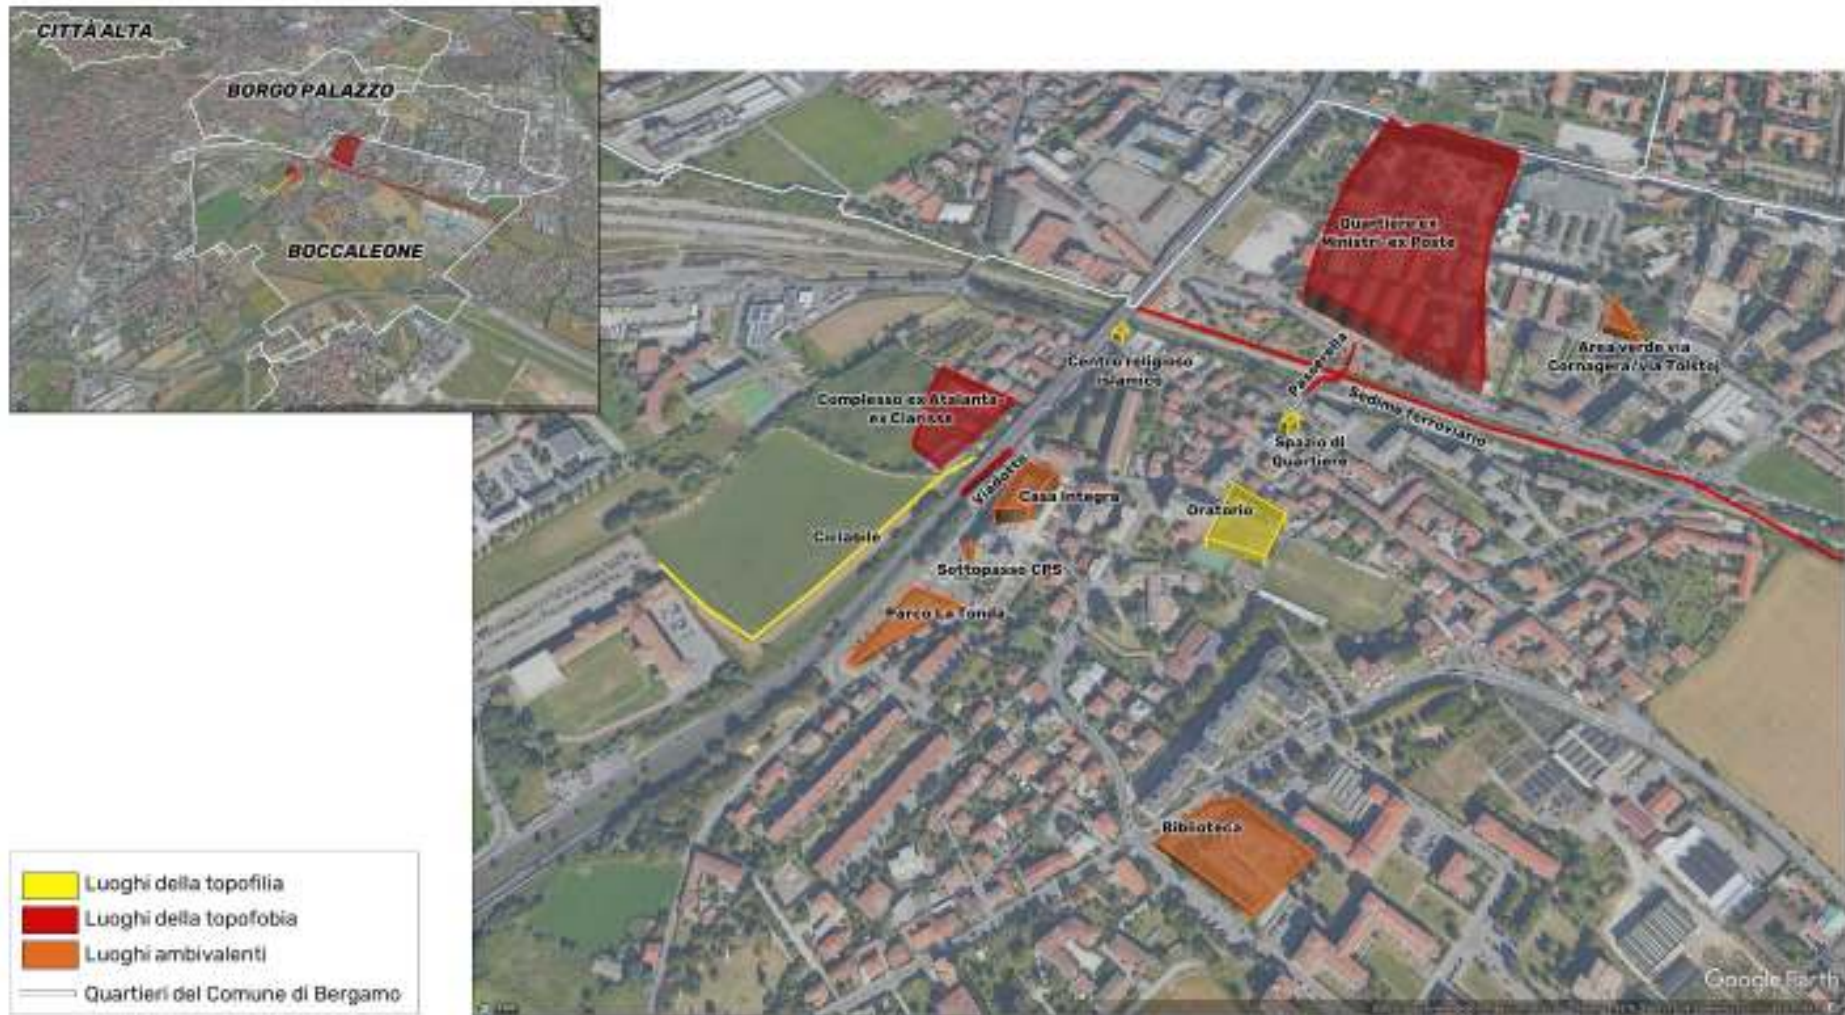 CITTÀ ALTA
BORGO PALAZZO
BOCCALEONE
Quartiere ex
Ministri ex Poste
Area verde via
Cornagera/via Tolstoj
Centro religioso
islamico
Passerella
Sedime ferroviario
Complesso ex Atalanta-
ex Clarisse
Spazio di
Quartiere
Viadotto
Casa Integra
Oratorio
Ciclabile
Sottopasso CPS
Parco La Tonda
Biblioteca
Luoghi della topofilia
Luoghi della topofobia
Luoghi ambivalenti
Quartieri del Comune di Bergamo
Google Earth